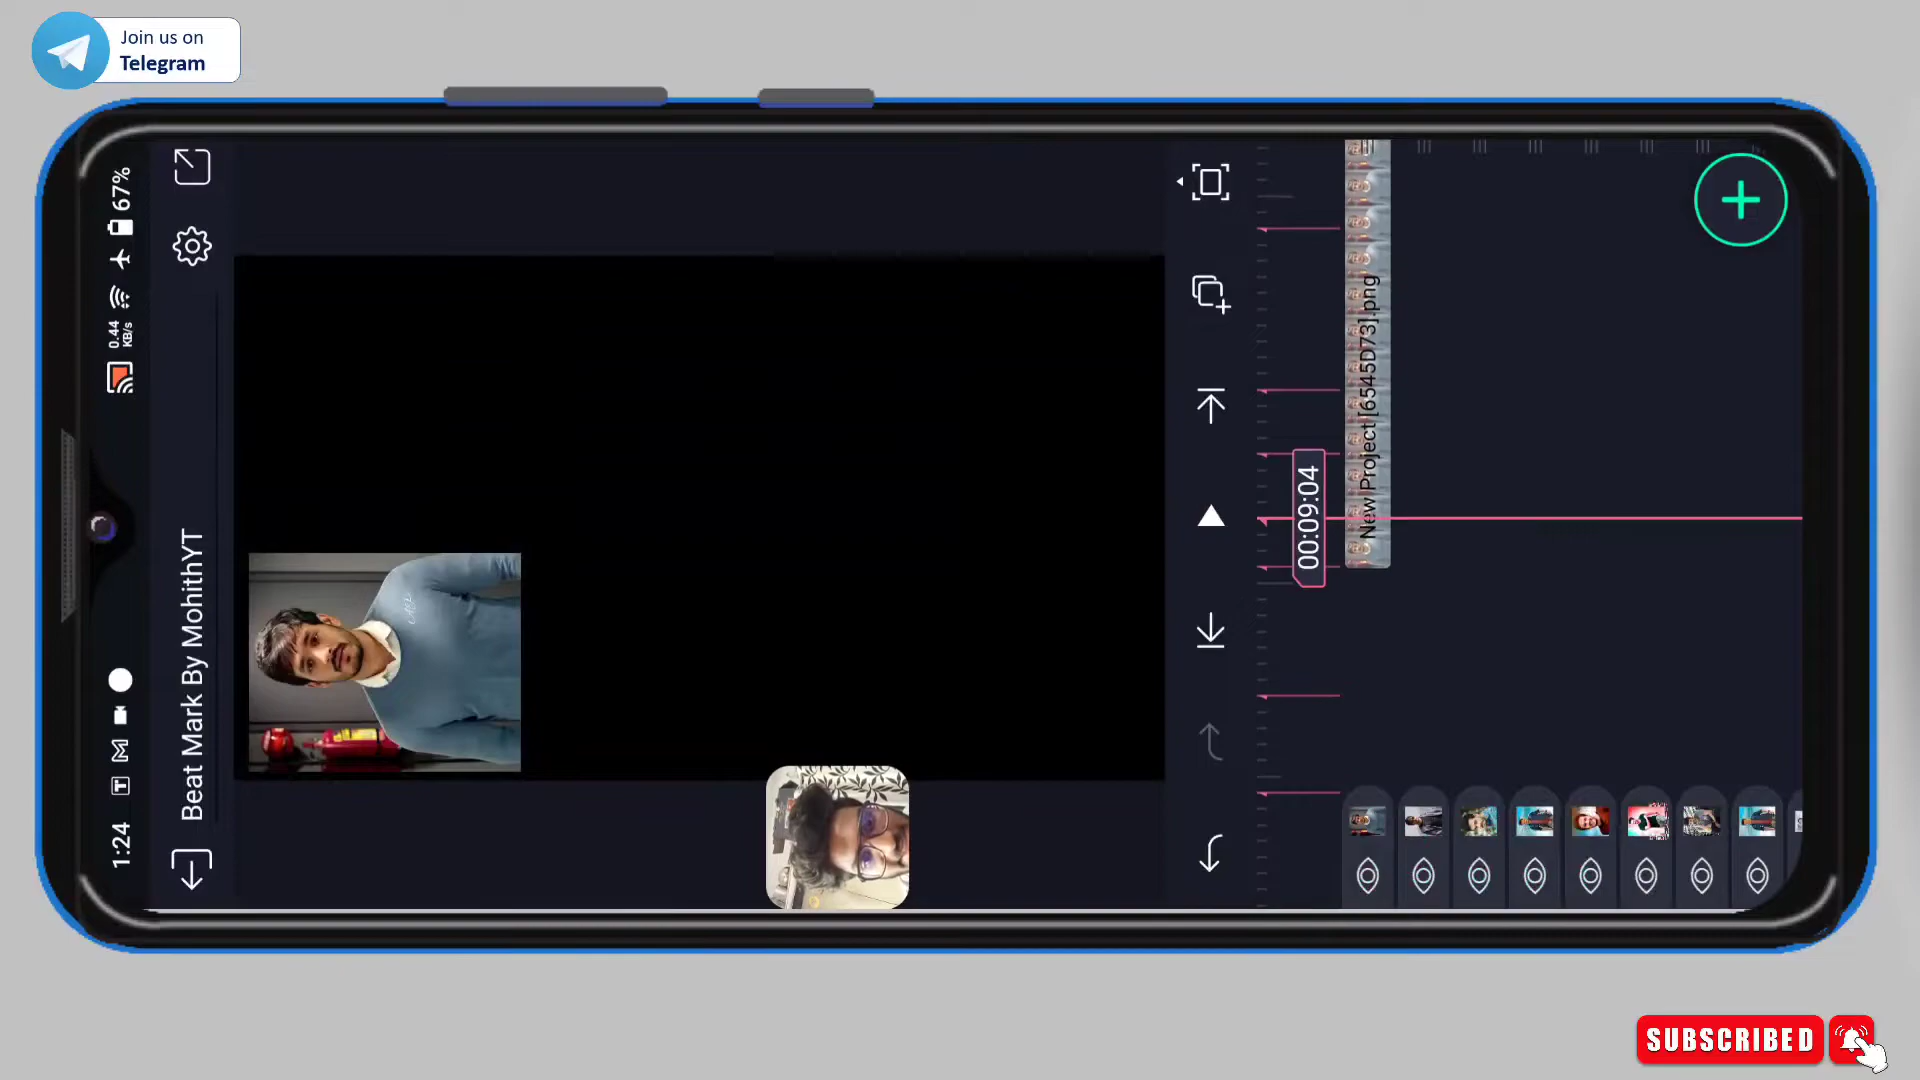 Join us on
Telegram
1:24
0.44
KB/s
67%
Beat Mark By MohithYT
00:09:04
New Project [6545D73].png
SUBSCRIBED